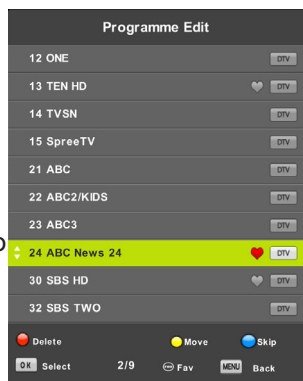 Programme Edit
12 ONE DTV
13 TEN HD DTV
14 TVSN DTV
15 SpreeTV DTV
21 ABC DTV
22 ABC2/KIDS DTV
23 ABC3 DTV
24 ABC News 24 DTV
30 SBS HD DTV
32 SBS TWO DTV
Delete Move Skip
OK Select 2/9 Fav MENU Back